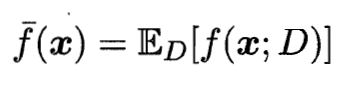 f̄(𝒙) = 𝔼_D[f(𝒙; D)]